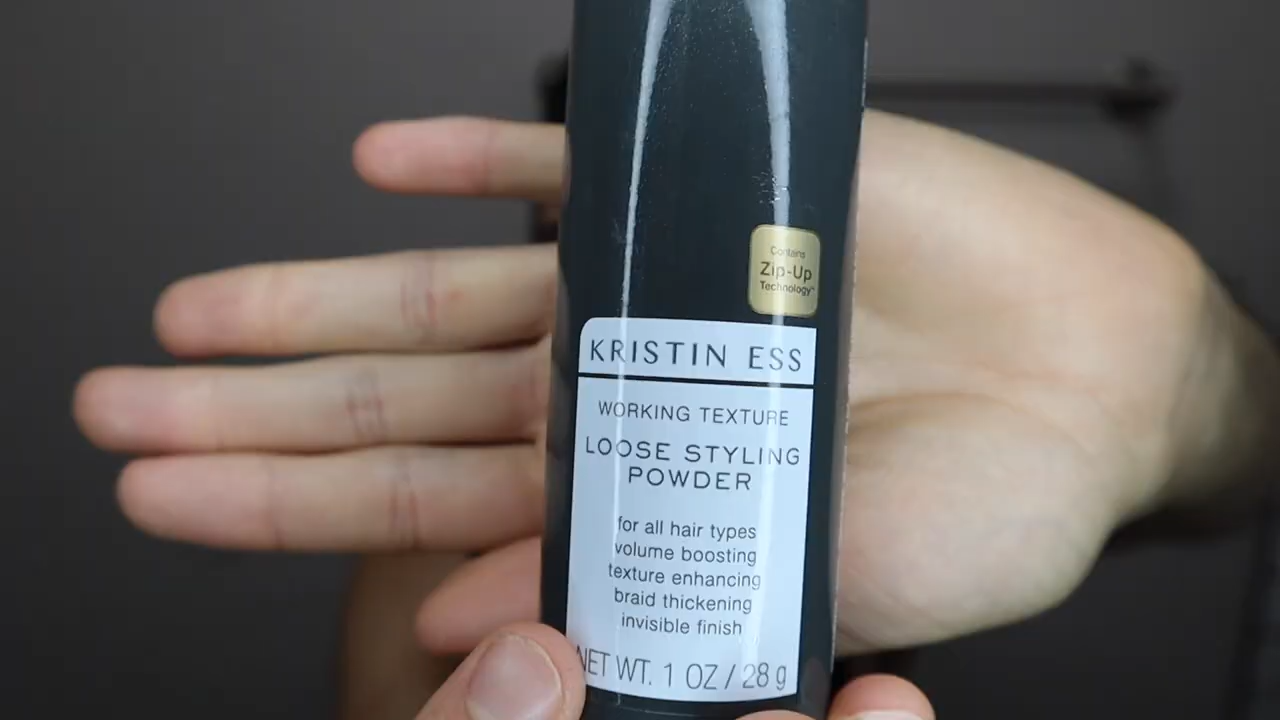 Contains
Zip-Up
Technology™
KRISTIN ESS
WORKING TEXTURE
LOOSE STYLING
POWDER
for all hair types
volume boosting
texture enhancing
braid thickening
invisible finish
NET WT. 1 OZ / 28 g